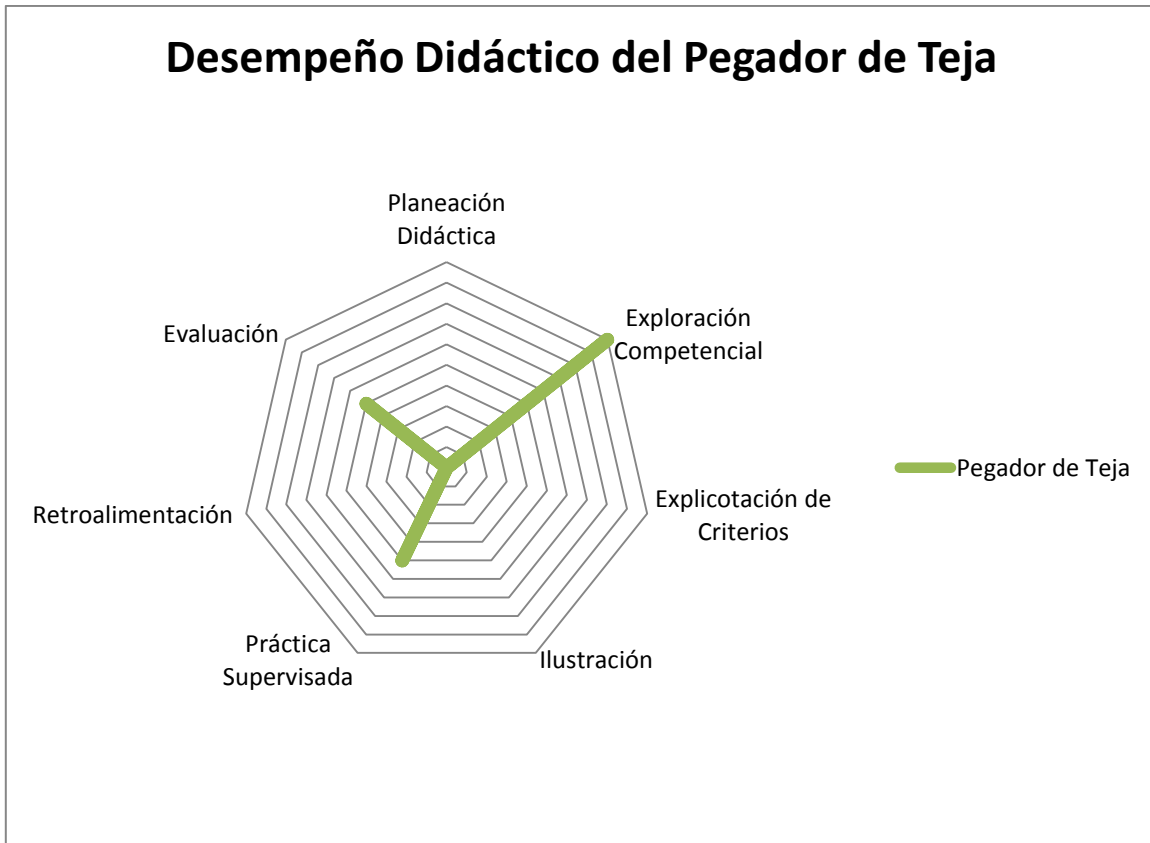 Desempeño Didáctico del Pegador de Teja
Planeación
Didáctica
Exploración
Competencial
Explicotación de
Criterios
Ilustración
Práctica
Supervisada
Retroalimentación
Evaluación
Pegador de Teja